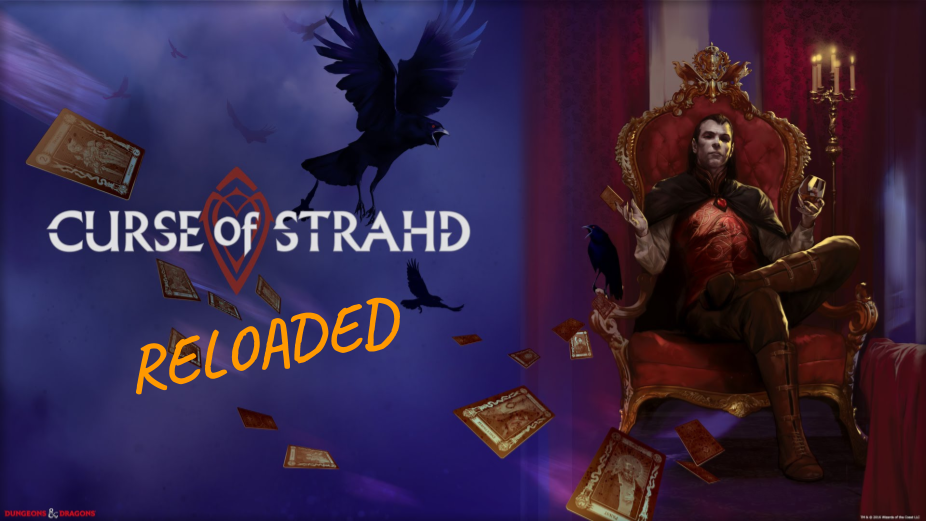 CURSE of STRAHD
RELOADED
DUNGEONS & DRAGONS